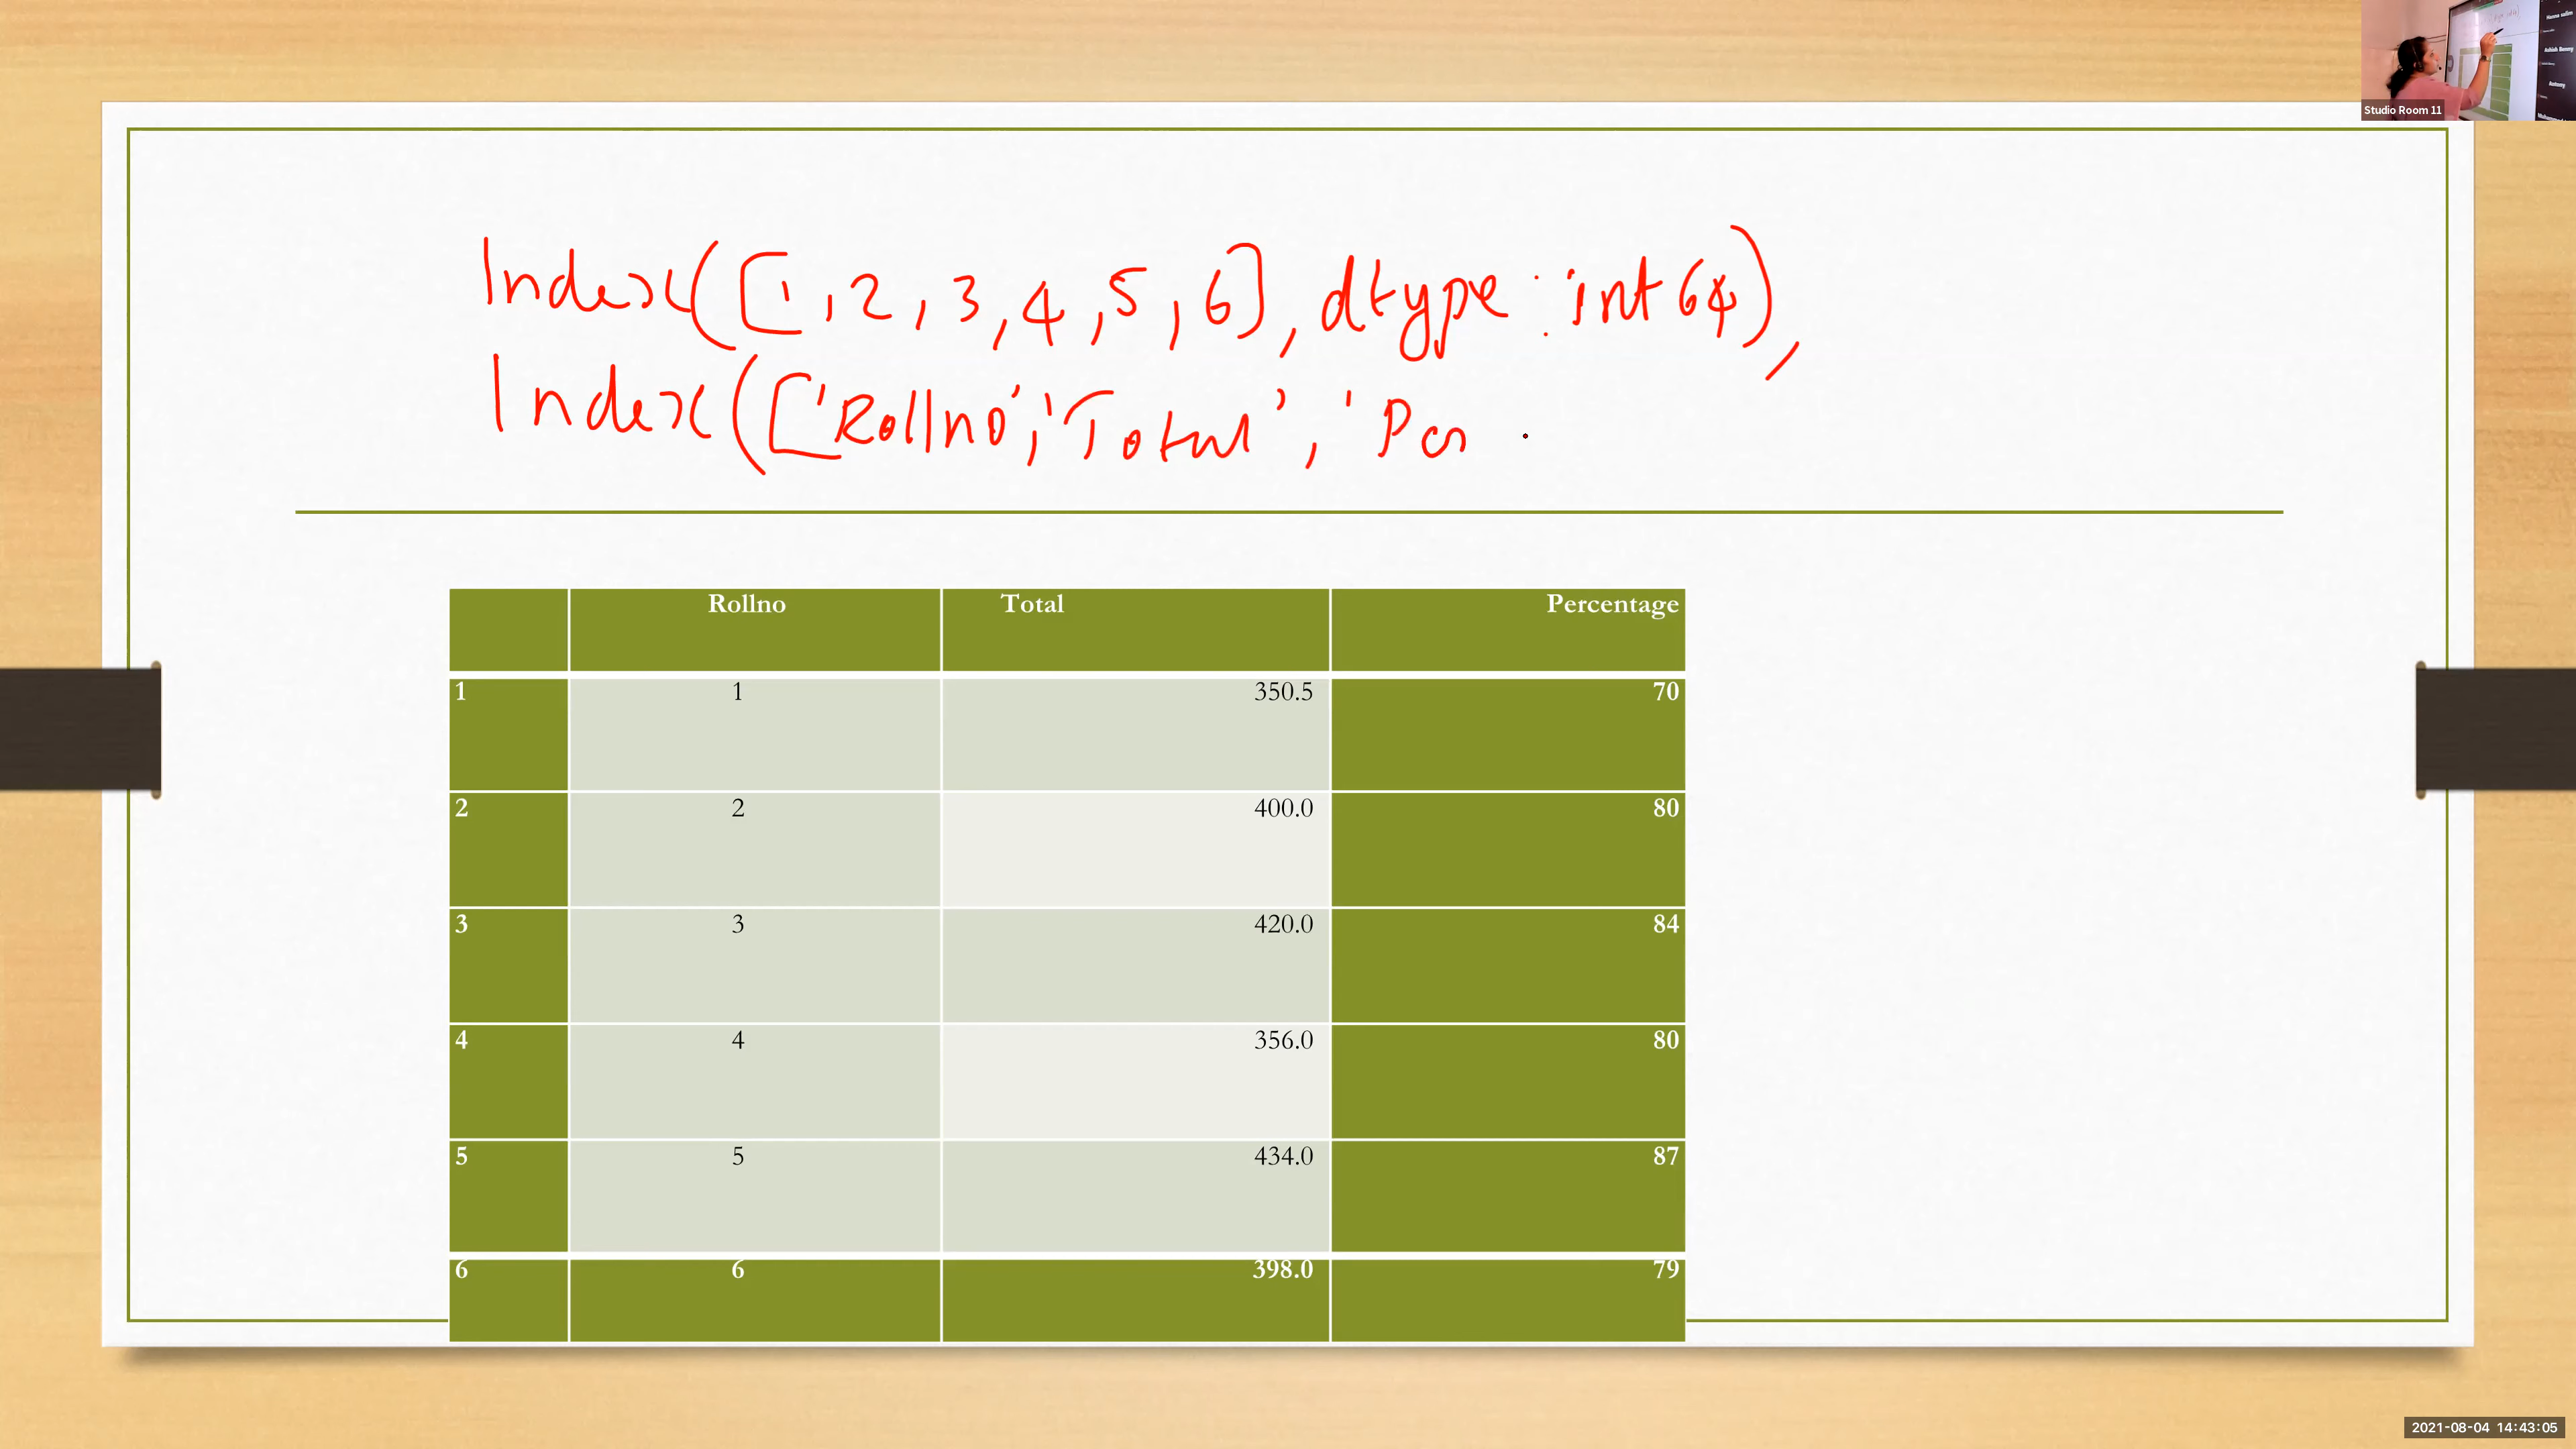 Studio Room 11
Index([1,2,3,4,5,6], dtype: int64),
Index(['Rollno','Total', 'Per
Rollno Total Percentage
1 1 350.5 70
2 2 400.0 80
3 3 420.0 84
4 4 356.0 80
5 5 434.0 87
6 6 398.0 79
2021-08-04 14:43:05